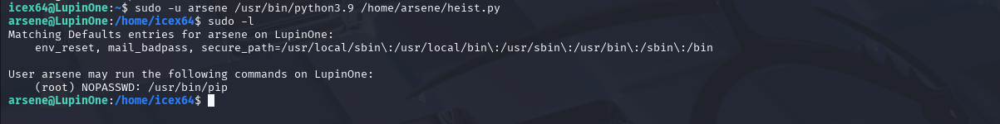 icex64@LupinOne:~$ sudo -u arsene /usr/bin/python3.9 /home/arsene/heist.py
arsene@LupinOne:/home/icex64$ sudo -l
Matching Defaults entries for arsene on LupinOne:
    env_reset, mail_badpass, secure_path=/usr/local/sbin\:/usr/local/bin\:/usr/sbin\:/usr/bin\:/sbin\:/bin

User arsene may run the following commands on LupinOne:
    (root) NOPASSWD: /usr/bin/pip
arsene@LupinOne:/home/icex64$